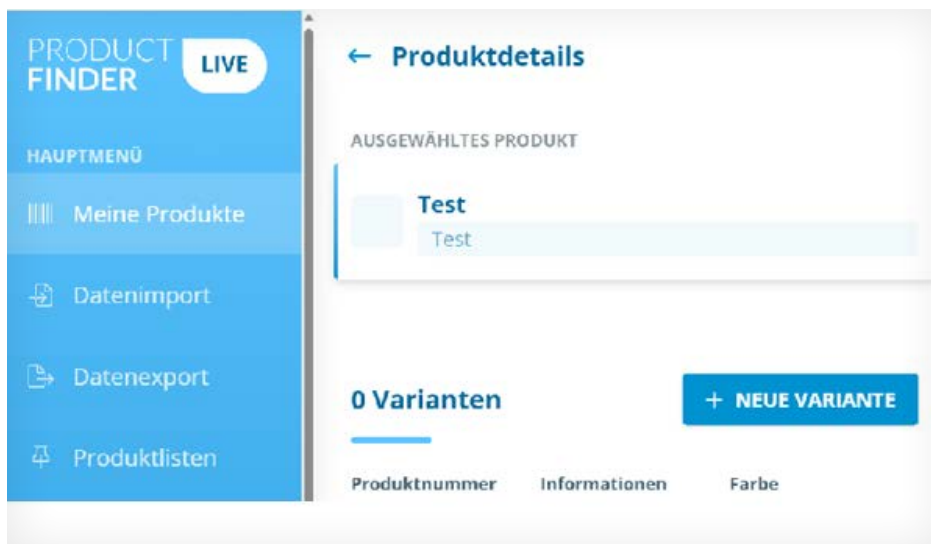 PRODUCT
FINDER
LIVE
HAUPTMENÜ
Meine Produkte
Datenimport
Datenexport
Produktlisten
← Produktdetails
AUSGEWÄHLTES PRODUKT
Test
Test
0 Varianten
+ NEUE VARIANTE
Produktnummer Informationen Farbe